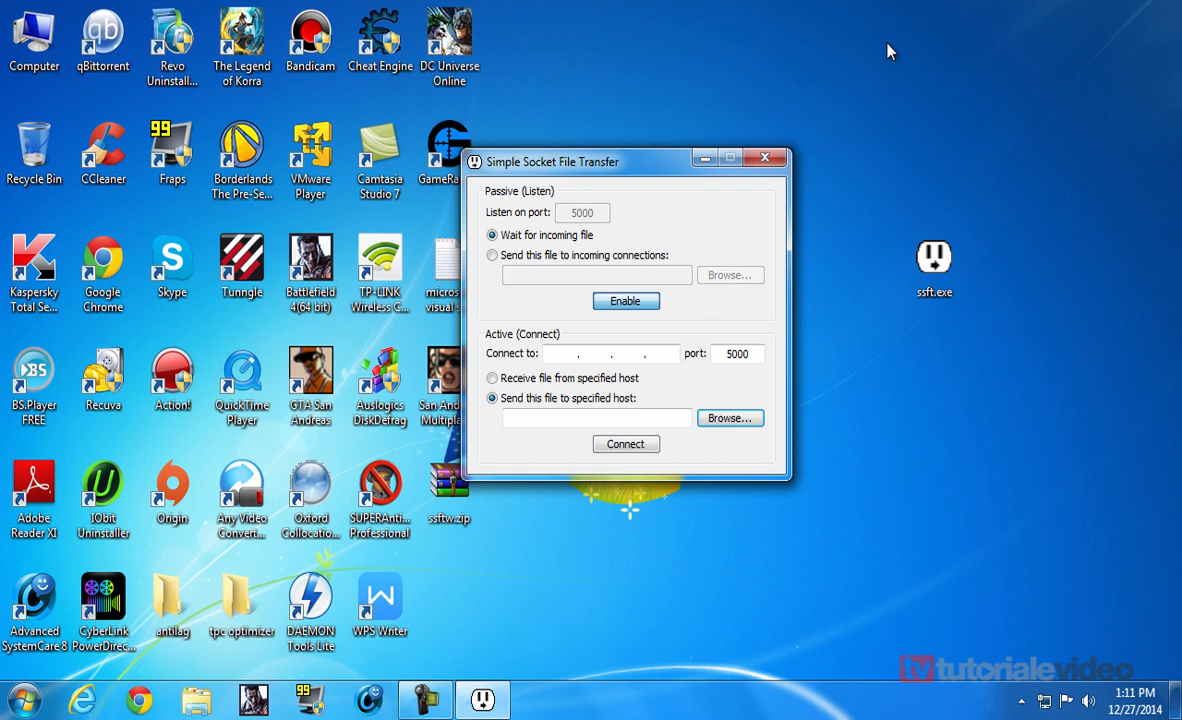 Computer
qBittorrent
Revo
Uninstall...
The Legend
of Korra
Bandicam
Cheat Engine
DC Universe
Online
Recycle Bin
CCleaner
99
Fraps
Borderlands
The Pre-Se...
VMware
Player
Camtasia
Studio 7
Simple Socket File Transfer
Passive (Listen)
Listen on port: 5000
Wait for incoming file
Send this file to incoming connections:
Browse...
Enable
Active (Connect)
Connect to: . . . port: 5000
Receive file from specified host
Send this file to specified host:
Browse...
Connect
ssft.exe
Kaspersky
Total Se...
Google
Chrome
Skype
Tunngle
Battlefield
4(64 bit)
TP-LINK
Wireless C...
BS.Player
FREE
Recuva
Action!
QuickTime
Player
GTA San
Andreas
Auslogics
DiskDefrag
San And
Multipla
Adobe
Reader XI
IObit
Uninstaller
Origin
Any Video
Convert...
Oxford
Collocatio...
SUPERAnti...
Professional
ssftw.zip
Advanced
SystemCare 8
CyberLink
PowerDirec...
antilag
tpc optimizer
DAEMON
Tools Lite
WPS Writer
tvtutorialevideo
99
1:11 PM
12/27/2014